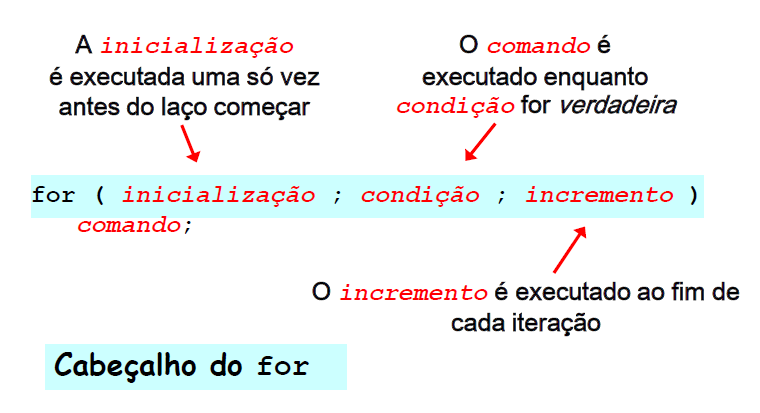 A inicialização
é executada uma só vez
antes do laço começar
O comando é
executado enquanto
condição for verdadeira
for ( inicialização ; condição ; incremento )
comando;
O incremento é executado ao fim de
cada iteração
Cabeçalho do for